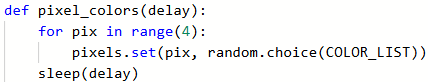 def pixel_colors(delay):
    for pix in range(4):
        pixels.set(pix, random.choice(COLOR_LIST))
    sleep(delay)